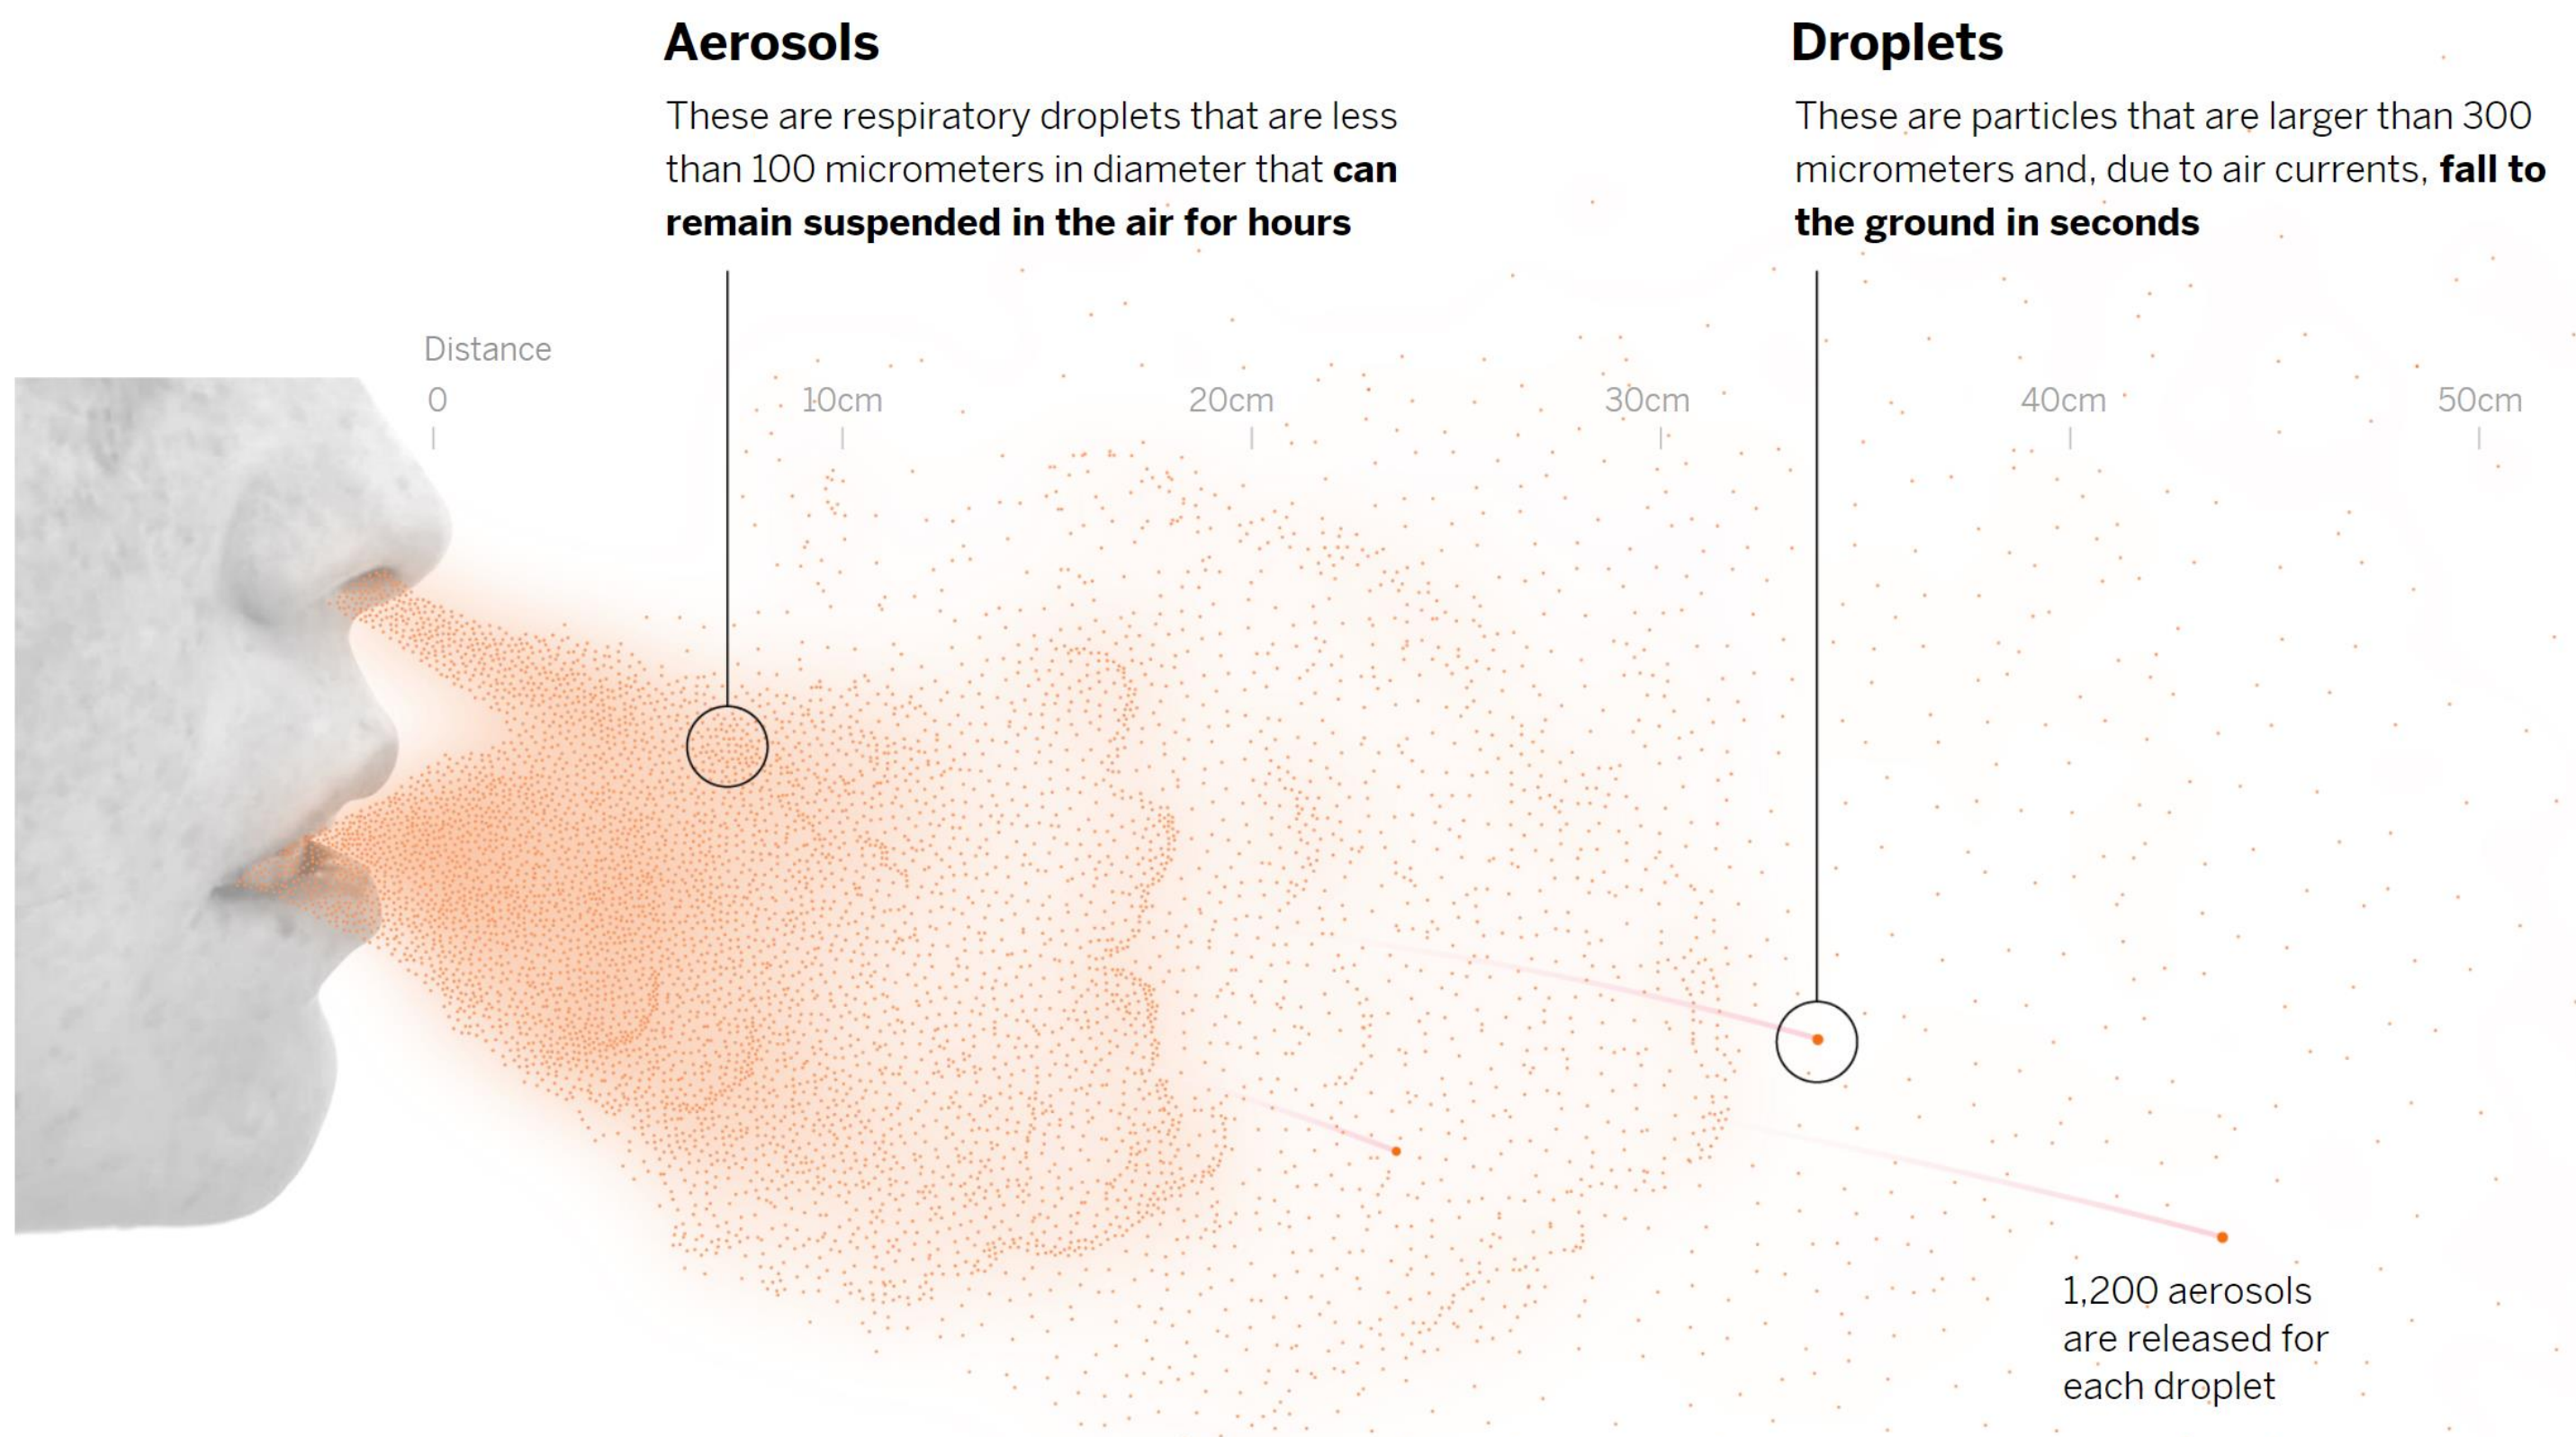 Aerosols
These are respiratory droplets that are less
than 100 micrometers in diameter that can
remain suspended in the air for hours
Droplets
These are particles that are larger than 300
micrometers and, due to air currents, fall to
the ground in seconds
Distance
0
10cm
20cm
30cm
40cm
50cm
1,200 aerosols
are released for
each droplet